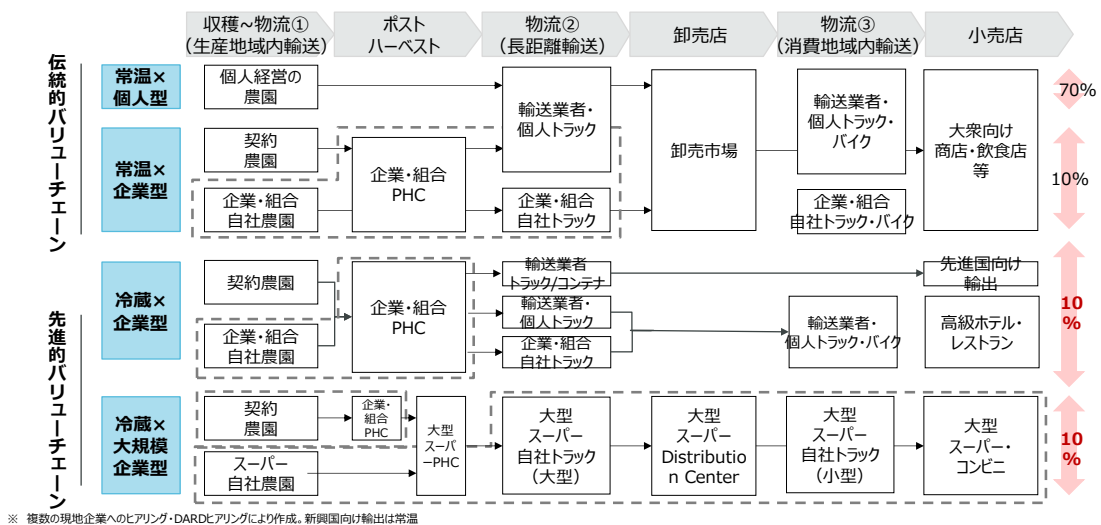 収穫~物流①
(生産地域内輸送)
ポスト
ハーベスト
物流②
(長距離輸送)
卸売店
物流③
(消費地域内輸送)
小売店
伝統的バリューチェーン
常温×
個人型
個人経営の
農園
輸送業者・
個人トラック
卸売市場
輸送業者・
個人トラック・
バイク
大衆向け
商店・飲食店
等
70%
常温×
企業型
契約
農園
企業・組合
自社農園
企業・組合
PHC
企業・組合
自社トラック
企業・組合
自社トラック・バイク
10%
先進的バリューチェーン
冷蔵×
企業型
契約農園
企業・組合
自社農園
企業・組合
PHC
輸送業者
トラック/コンテナ
輸送業者・
個人トラック
企業・組合
自社トラック
輸送業者・
個人トラック・バイク
先進国向け
輸出
高級ホテル・
レストラン
10
%
冷蔵×
大規模
企業型
契約
農園
スーパー
自社農園
企業・
組合
PHC
大型
スーパ
ーPHC
大型
スーパー
自社トラック
(大型)
大型
スーパー
Distributio
n Center
大型
スーパー
自社トラック
(小型)
大型
スーパー・
コンビニ
10
%
※ 複数の現地企業へのヒアリング・DARDヒアリングにより作成。新興国向け輸出は常温